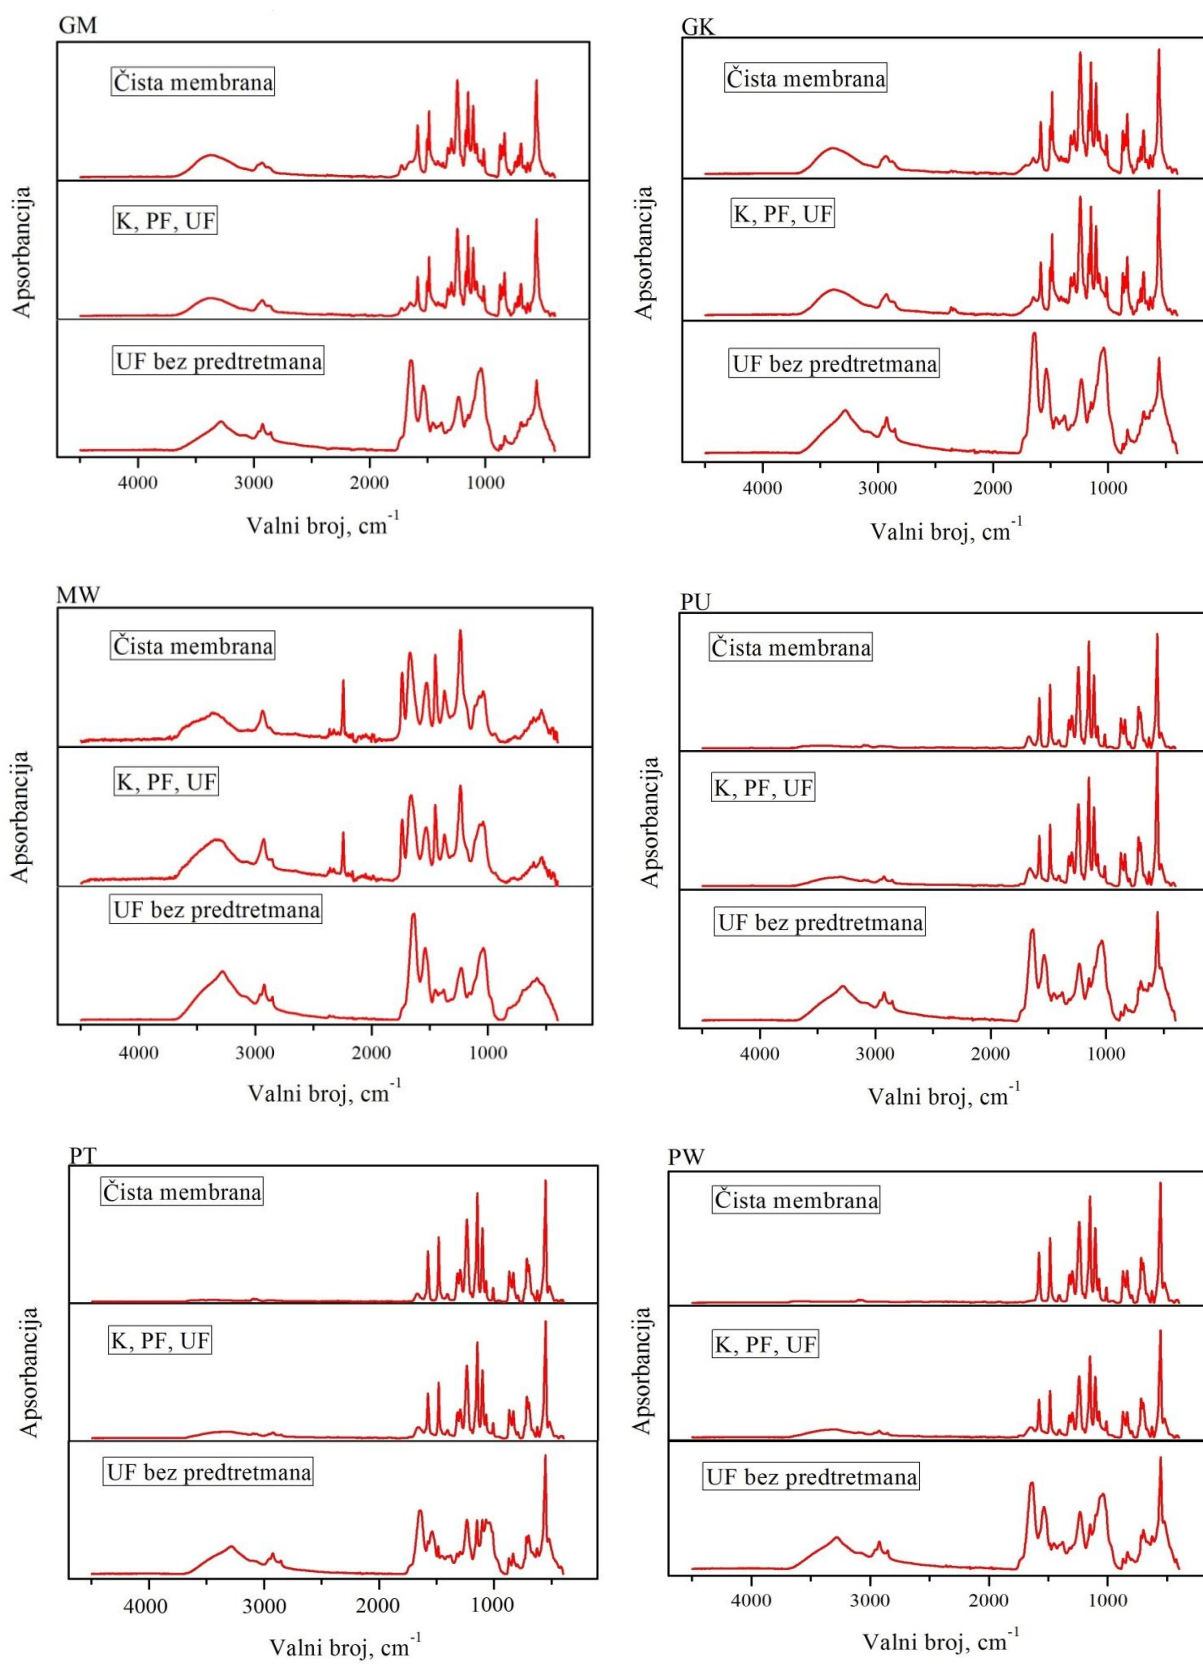 GM
Čista membrana
K, PF, UF
UF bez predtretmana
Apsorbancija
4000 3000 2000 1000
Valni broj, cm⁻¹
GK
Čista membrana
K, PF, UF
UF bez predtretmana
Apsorbancija
4000 3000 2000 1000
Valni broj, cm⁻¹
MW
Čista membrana
K, PF, UF
UF bez predtretmana
Apsorbancija
4000 3000 2000 1000
Valni broj, cm⁻¹
PU
Čista membrana
K, PF, UF
UF bez predtretmana
Apsorbancija
4000 3000 2000 1000
Valni broj, cm⁻¹
PT
Čista membrana
K, PF, UF
UF bez predtretmana
Apsorbancija
4000 3000 2000 1000
Valni broj, cm⁻¹
PW
Čista membrana
K, PF, UF
UF bez predtretmana
Apsorbancija
4000 3000 2000 1000
Valni broj, cm⁻¹